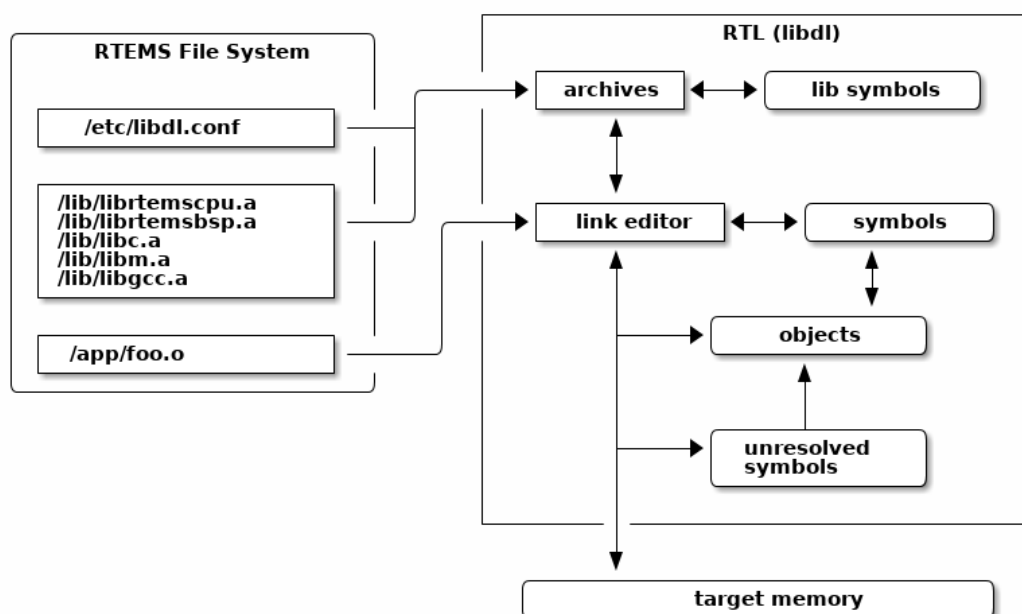 RTEMS File System
/etc/libdl.conf
/lib/librtemscpu.a
/lib/librtemsbsp.a
/lib/libc.a
/lib/libm.a
/lib/libgcc.a
/app/foo.o
RTL (libdl)
archives
lib symbols
link editor
symbols
objects
unresolved
symbols
target memory